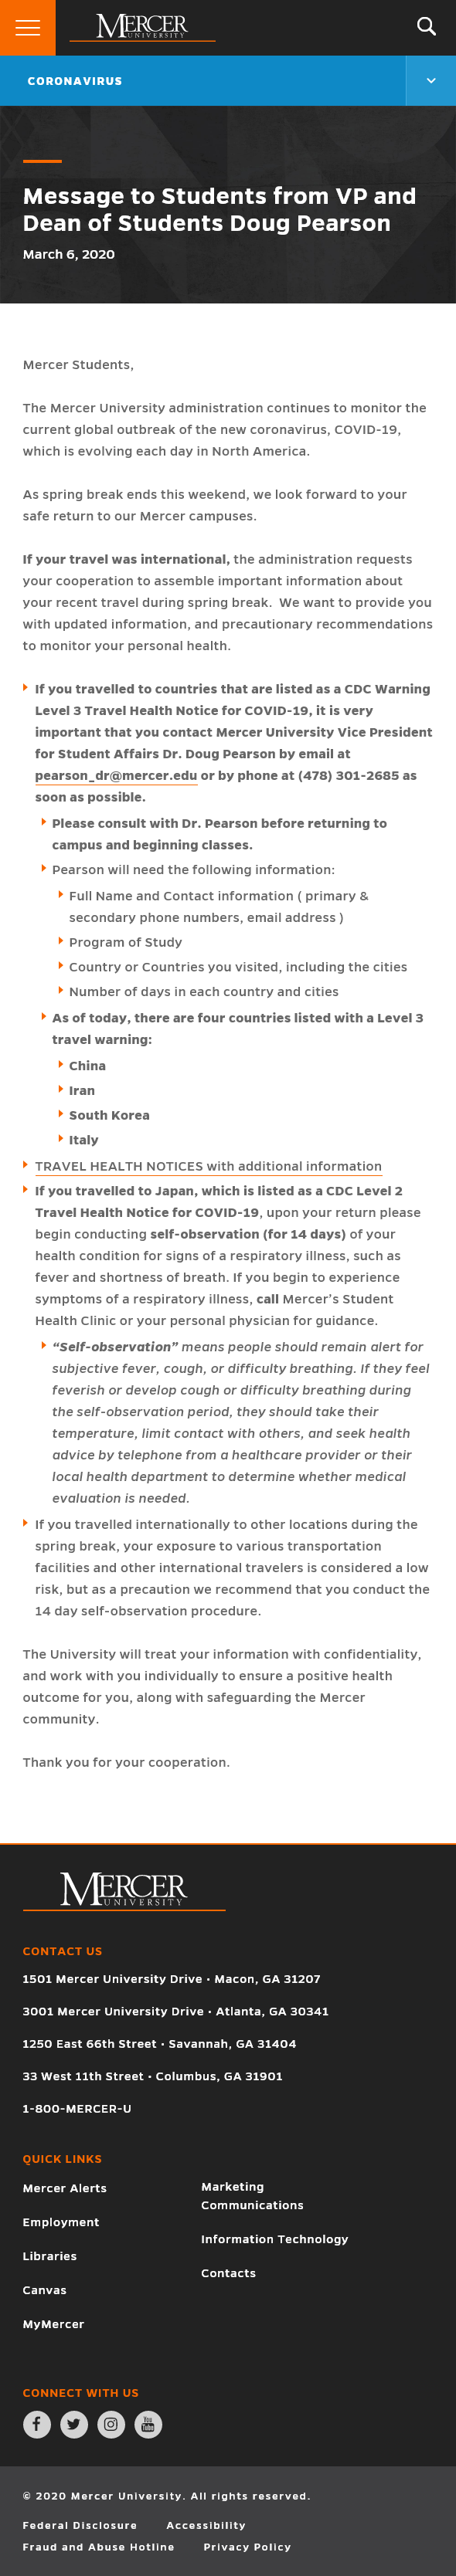 MERCER
UNIVERSITY
CORONAVIRUS
Message to Students from VP and
Dean of Students Doug Pearson
March 6, 2020
Mercer Students,
The Mercer University administration continues to monitor the
current global outbreak of the new coronavirus, COVID-19,
which is evolving each day in North America.
As spring break ends this weekend, we look forward to your
safe return to our Mercer campuses.
If your travel was international, the administration requests
your cooperation to assemble important information about
your recent travel during spring break.  We want to provide you
with updated information, and precautionary recommendations
to monitor your personal health.
If you travelled to countries that are listed as a CDC Warning
Level 3 Travel Health Notice for COVID-19, it is very
important that you contact Mercer University Vice President
for Student Affairs Dr. Doug Pearson by email at
pearson_dr@mercer.edu or by phone at (478) 301-2685 as
soon as possible.
Please consult with Dr. Pearson before returning to
campus and beginning classes.
Pearson will need the following information:
Full Name and Contact information ( primary &
secondary phone numbers, email address )
Program of Study
Country or Countries you visited, including the cities
Number of days in each country and cities
As of today, there are four countries listed with a Level 3
travel warning:
China
Iran
South Korea
Italy
TRAVEL HEALTH NOTICES with additional information
If you travelled to Japan, which is listed as a CDC Level 2
Travel Health Notice for COVID-19, upon your return please
begin conducting self-observation (for 14 days) of your
health condition for signs of a respiratory illness, such as
fever and shortness of breath. If you begin to experience
symptoms of a respiratory illness, call Mercer's Student
Health Clinic or your personal physician for guidance.
“Self-observation” means people should remain alert for
subjective fever, cough, or difficulty breathing. If they feel
feverish or develop cough or difficulty breathing during
the self-observation period, they should take their
temperature, limit contact with others, and seek health
advice by telephone from a healthcare provider or their
local health department to determine whether medical
evaluation is needed.
If you travelled internationally to other locations during the
spring break, your exposure to various transportation
facilities and other international travelers is considered a low
risk, but as a precaution we recommend that you conduct the
14 day self-observation procedure.
The University will treat your information with confidentiality,
and work with you individually to ensure a positive health
outcome for you, along with safeguarding the Mercer
community.
Thank you for your cooperation.
MERCER
UNIVERSITY
CONTACT US
1501 Mercer University Drive • Macon, GA 31207
3001 Mercer University Drive • Atlanta, GA 30341
1250 East 66th Street • Savannah, GA 31404
33 West 11th Street • Columbus, GA 31901
1-800-MERCER-U
QUICK LINKS
Mercer Alerts
Employment
Libraries
Canvas
MyMercer
Marketing
Communications
Information Technology
Contacts
CONNECT WITH US
You
Tube
© 2020 Mercer University. All rights reserved.
Federal Disclosure Accessibility
Fraud and Abuse Hotline Privacy Policy